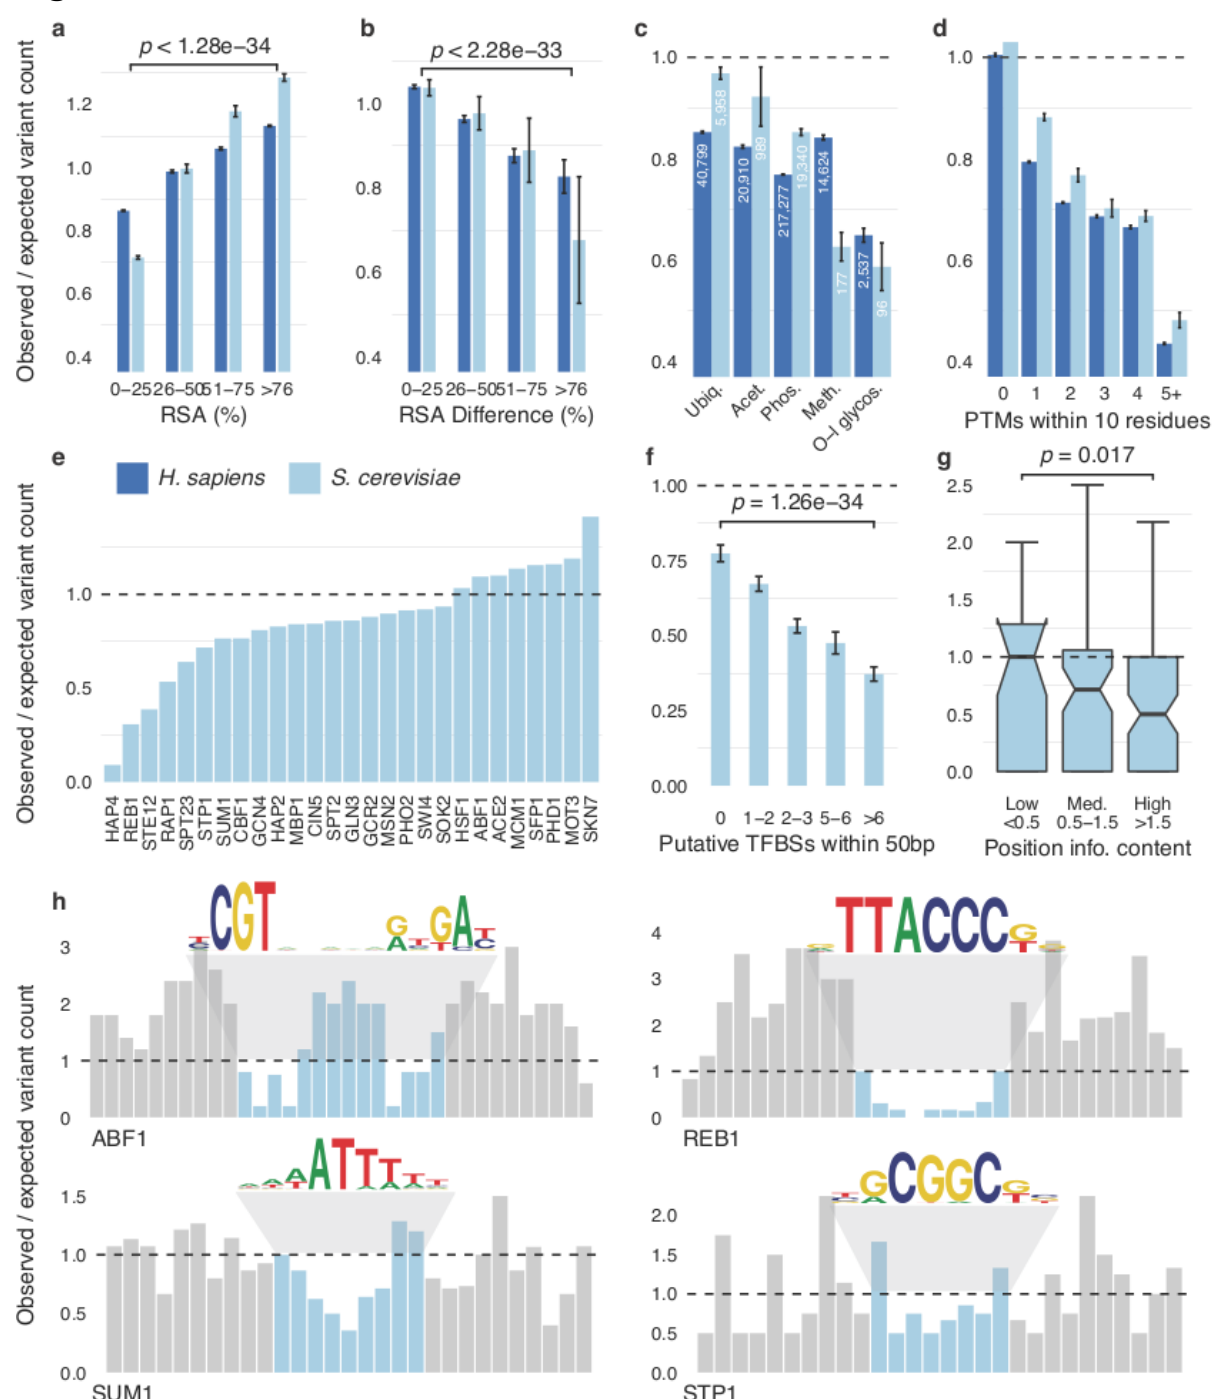 a
p < 1.28e−34
Observed / expected variant count
1.2
1.0
0.8
0.6
0.4
0−25
26−50
51−75
>76
RSA (%)
b
p < 2.28e−33
1.0
0.8
0.6
0.4
0−25
26−50
51−75
>76
RSA Difference (%)
c
1.0
0.8
0.6
0.4
40,799
5,958
20,910
989
217,277
19,340
14,624
177
2,537
96
Ubiq.
Acet.
Phos.
Meth.
O−l glycos.
d
1.0
0.8
0.6
0.4
0 1 2 3 4 5+
PTMs within 10 residues
e
H. sapiens
S. cerevisiae
Observed / expected variant count
1.0
0.5
0.0
HAP4
REB1
STE12
RAP1
SPT23
STP1
SUM1
CBF1
GCN4
HAP2
MBP1
CIN5
SPT2
GLN3
GCR2
MSN2
PHO2
SWI4
SOK2
HSF1
ABF1
ACE2
MCM1
SFP1
PHD1
MOT3
SKN7
f
1.00
p = 1.26e−34
0.75
0.50
0.25
0.00
0 1−2 2−3 5−6 >6
Putative TFBSs within 50bp
g
p = 0.017
2.5
2.0
1.5
1.0
0.5
0.0
Low Med. High
<0.5 0.5−1.5 >1.5
Position info. content
h
Observed / expected variant count
CGT
G
A
GA
3
2
1
0
ABF1
TTACCCG
4
3
2
1
0
REB1
AATTT
1.5
1.0
0.5
0.0
SUM1
GCGGCG
2.0
1.5
1.0
0.5
0.0
STP1